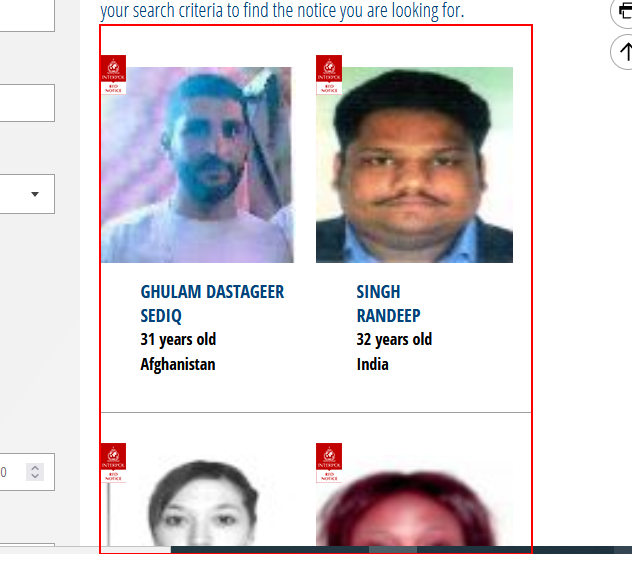 your search criteria to find the notice you are looking for.
INTERPOL
RED
NOTICE
INTERPOL
RED
NOTICE
GHULAM DASTAGEER
SEDIQ
31 years old
Afghanistan
SINGH
RANDEEP
32 years old
India
0
INTERPOL
RED
NOTICE
INTERPOL
RED
NOTICE